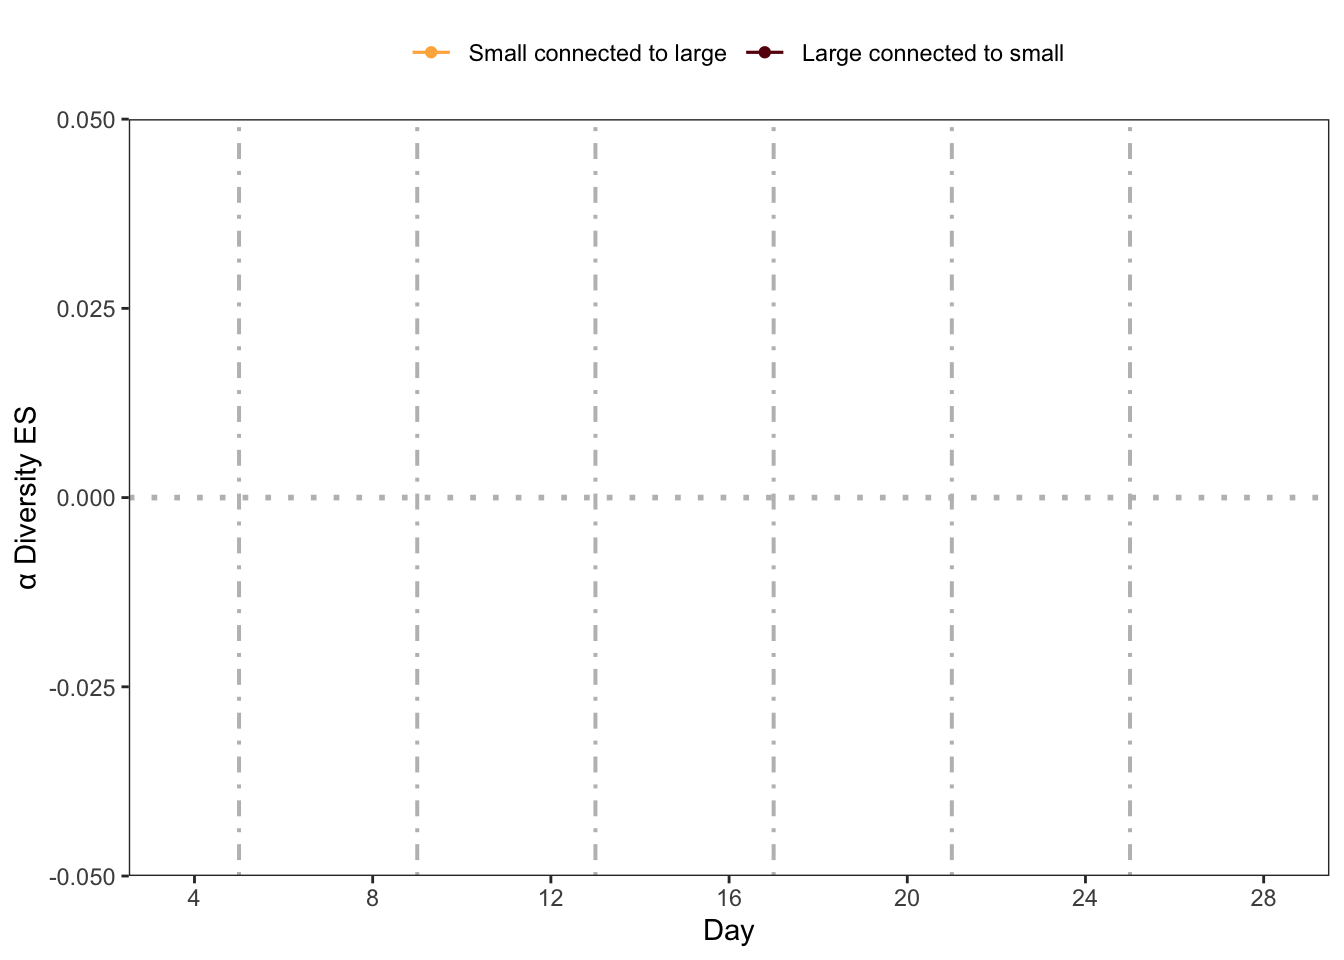 Small connected to large Large connected to small
0.050
0.025
0.000
-0.025
-0.050
α Diversity ES
4 8 12 16 20 24 28
Day